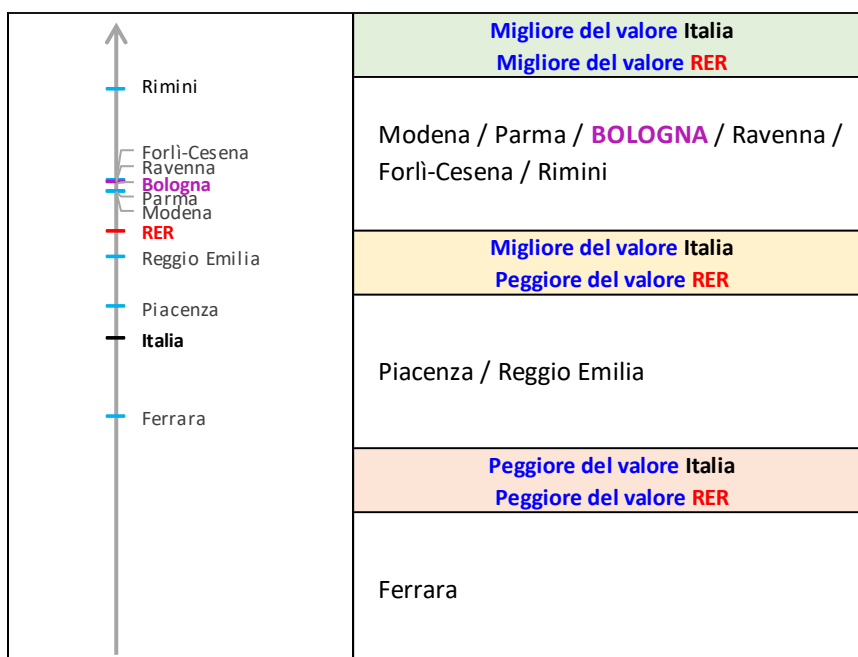 Rimini
Forlì-Cesena
Ravenna
Bologna
Parma
Modena
RER
Reggio Emilia
Piacenza
Italia
Ferrara
Migliore del valore Italia
Migliore del valore RER
Modena / Parma / BOLOGNA / Ravenna /
Forlì-Cesena / Rimini
Migliore del valore Italia
Peggiore del valore RER
Piacenza / Reggio Emilia
Peggiore del valore Italia
Peggiore del valore RER
Ferrara